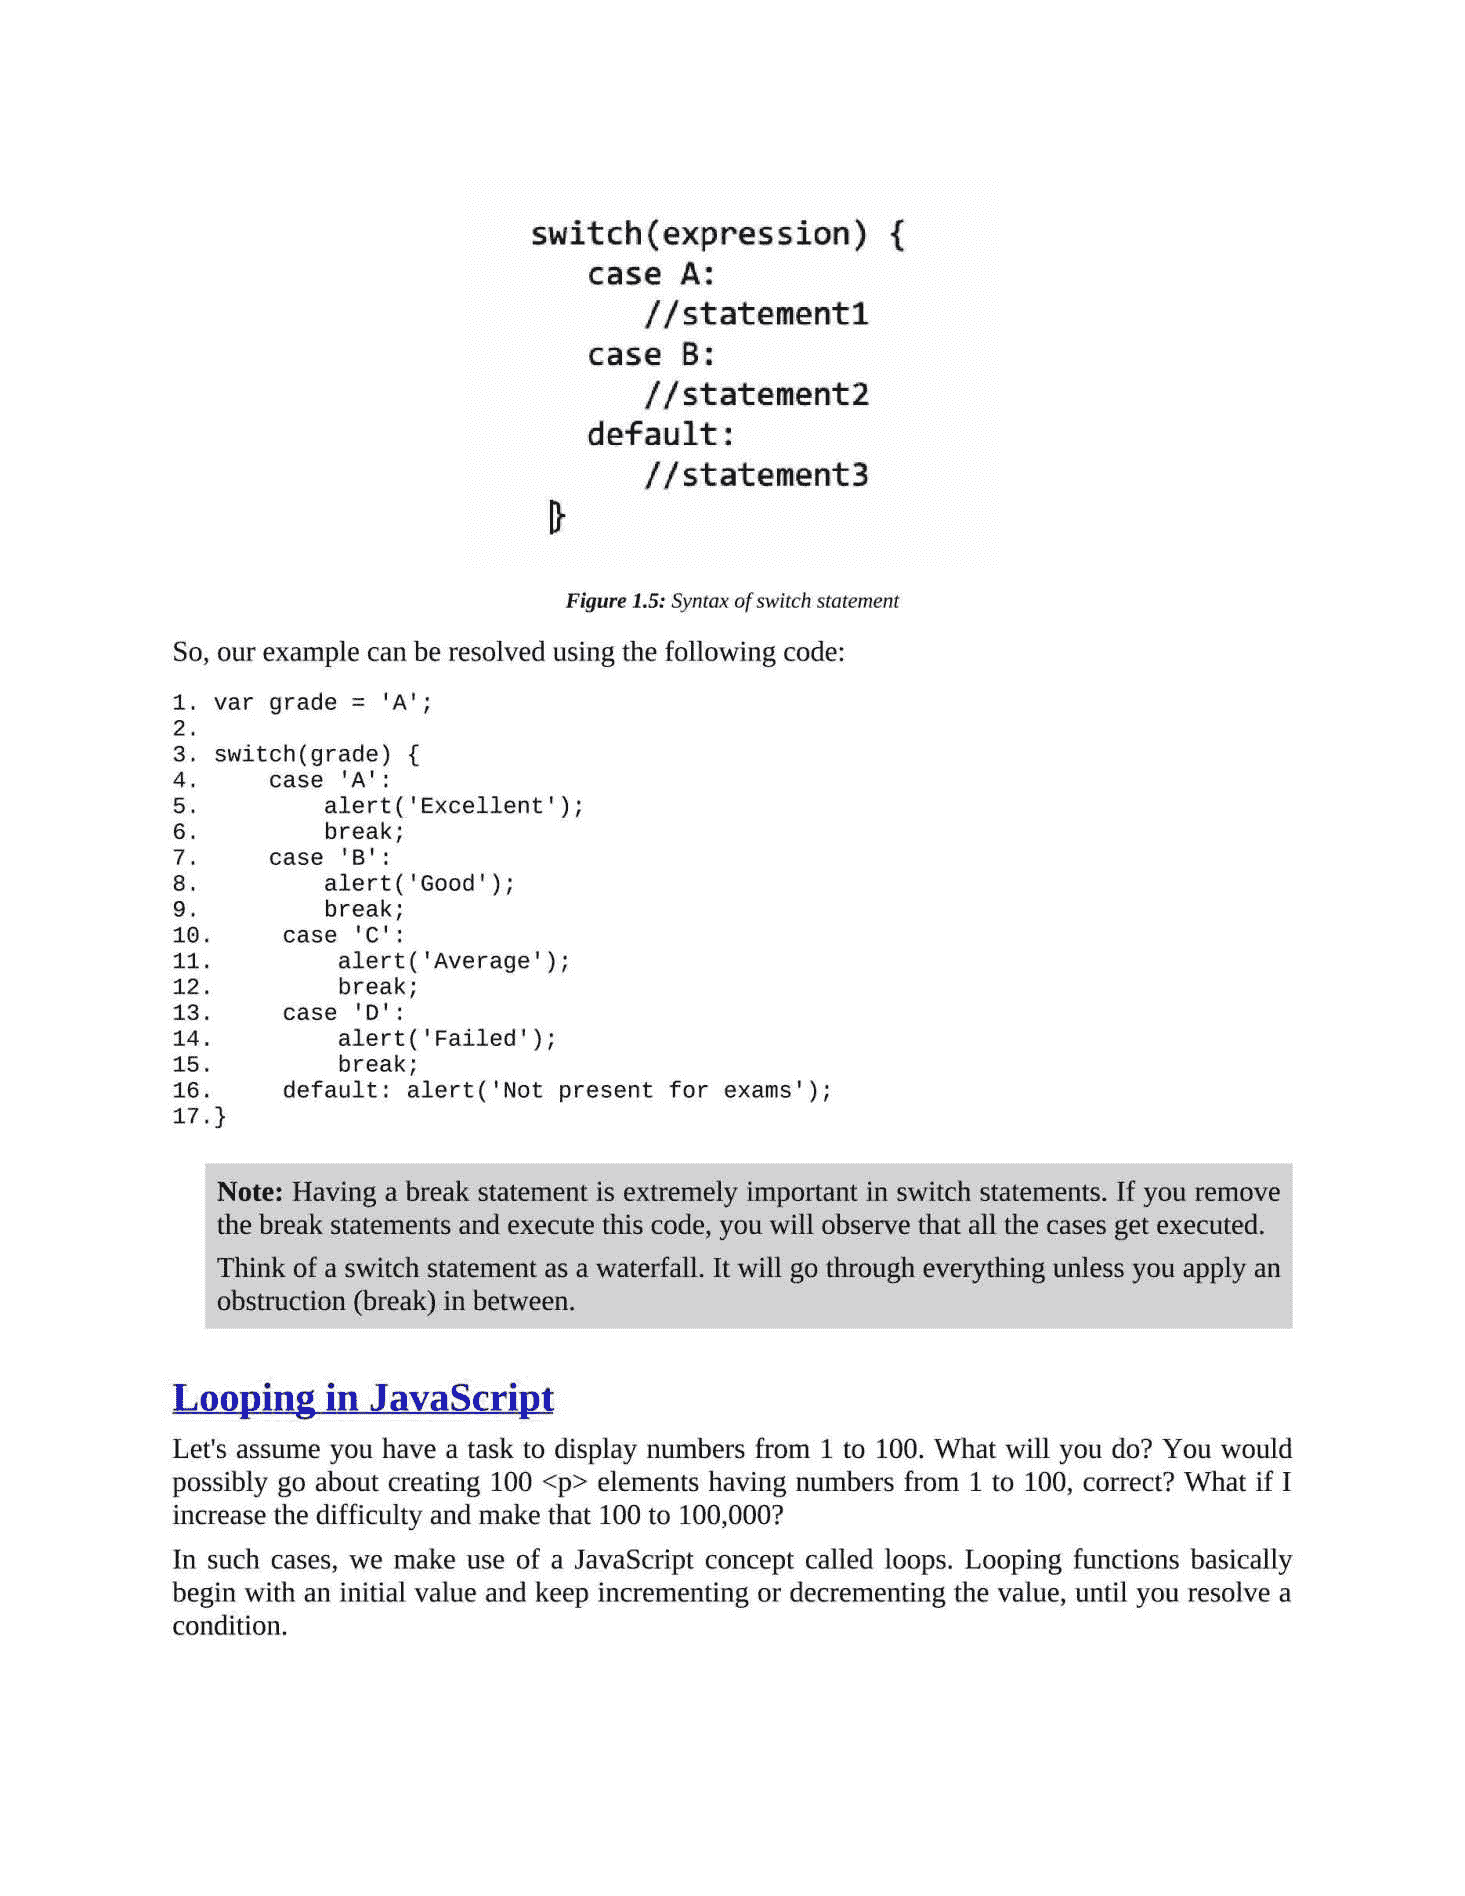 switch(expression) {
   case A:
      //statement1
   case B:
      //statement2
   default:
      //statement3
}
Figure 1.5: Syntax of switch statement
So, our example can be resolved using the following code:
1. var grade = 'A';
2.
3. switch(grade) {
4.     case 'A':
5.         alert('Excellent');
6.         break;
7.     case 'B':
8.         alert('Good');
9.         break;
10.     case 'C':
11.         alert('Average');
12.         break;
13.     case 'D':
14.         alert('Failed');
15.         break;
16.     default: alert('Not present for exams');
17.}
Note: Having a break statement is extremely important in switch statements. If you remove
the break statements and execute this code, you will observe that all the cases get executed.
Think of a switch statement as a waterfall. It will go through everything unless you apply an
obstruction (break) in between.
Looping in JavaScript
Let's assume you have a task to display numbers from 1 to 100. What will you do? You would
possibly go about creating 100 <p> elements having numbers from 1 to 100, correct? What if I
increase the difficulty and make that 100 to 100,000?
In such cases, we make use of a JavaScript concept called loops. Looping functions basically
begin with an initial value and keep incrementing or decrementing the value, until you resolve a
condition.